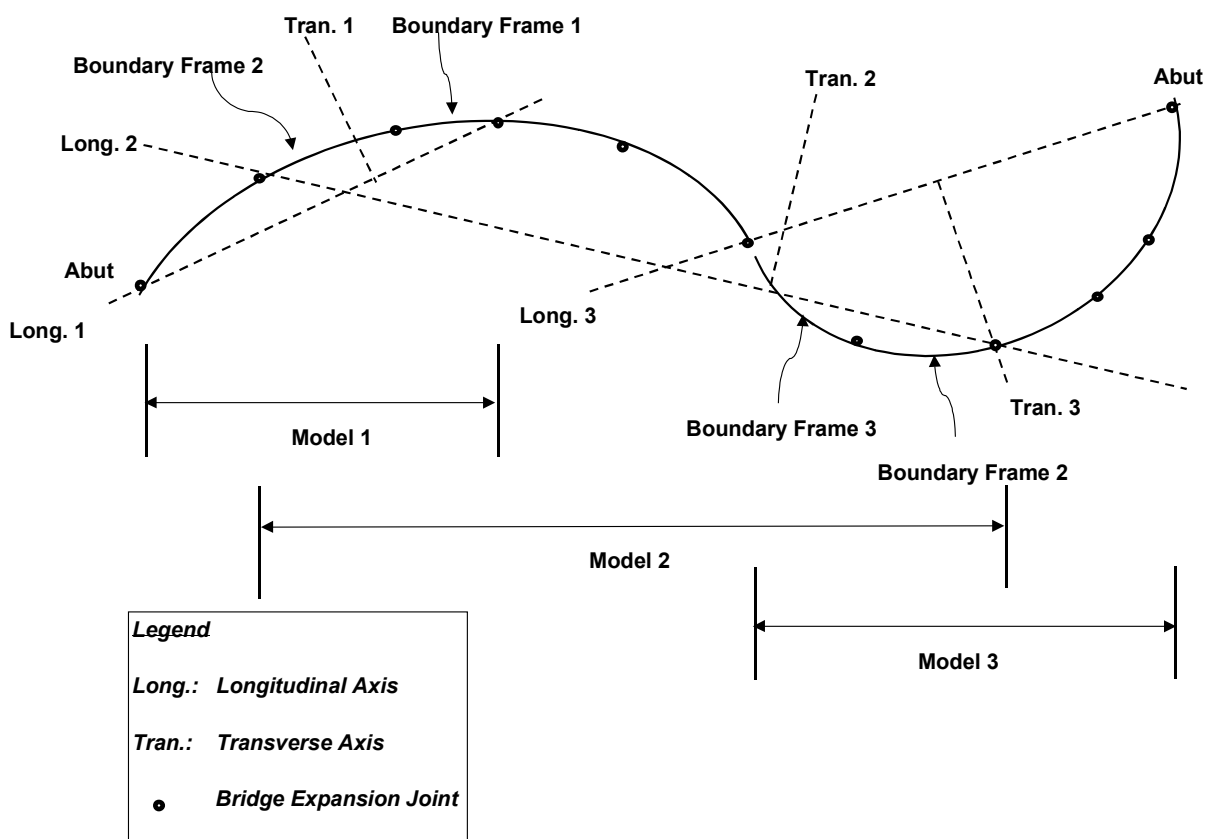 Tran. 1
Boundary Frame 1
Boundary Frame 2
Tran. 2
Abut
Long. 2
Abut
Long. 3
Long. 1
Tran. 3
Boundary Frame 3
Model 1
Boundary Frame 2
Model 2
Model 3
Legend
Long.: Longitudinal Axis
Tran.: Transverse Axis
Bridge Expansion Joint